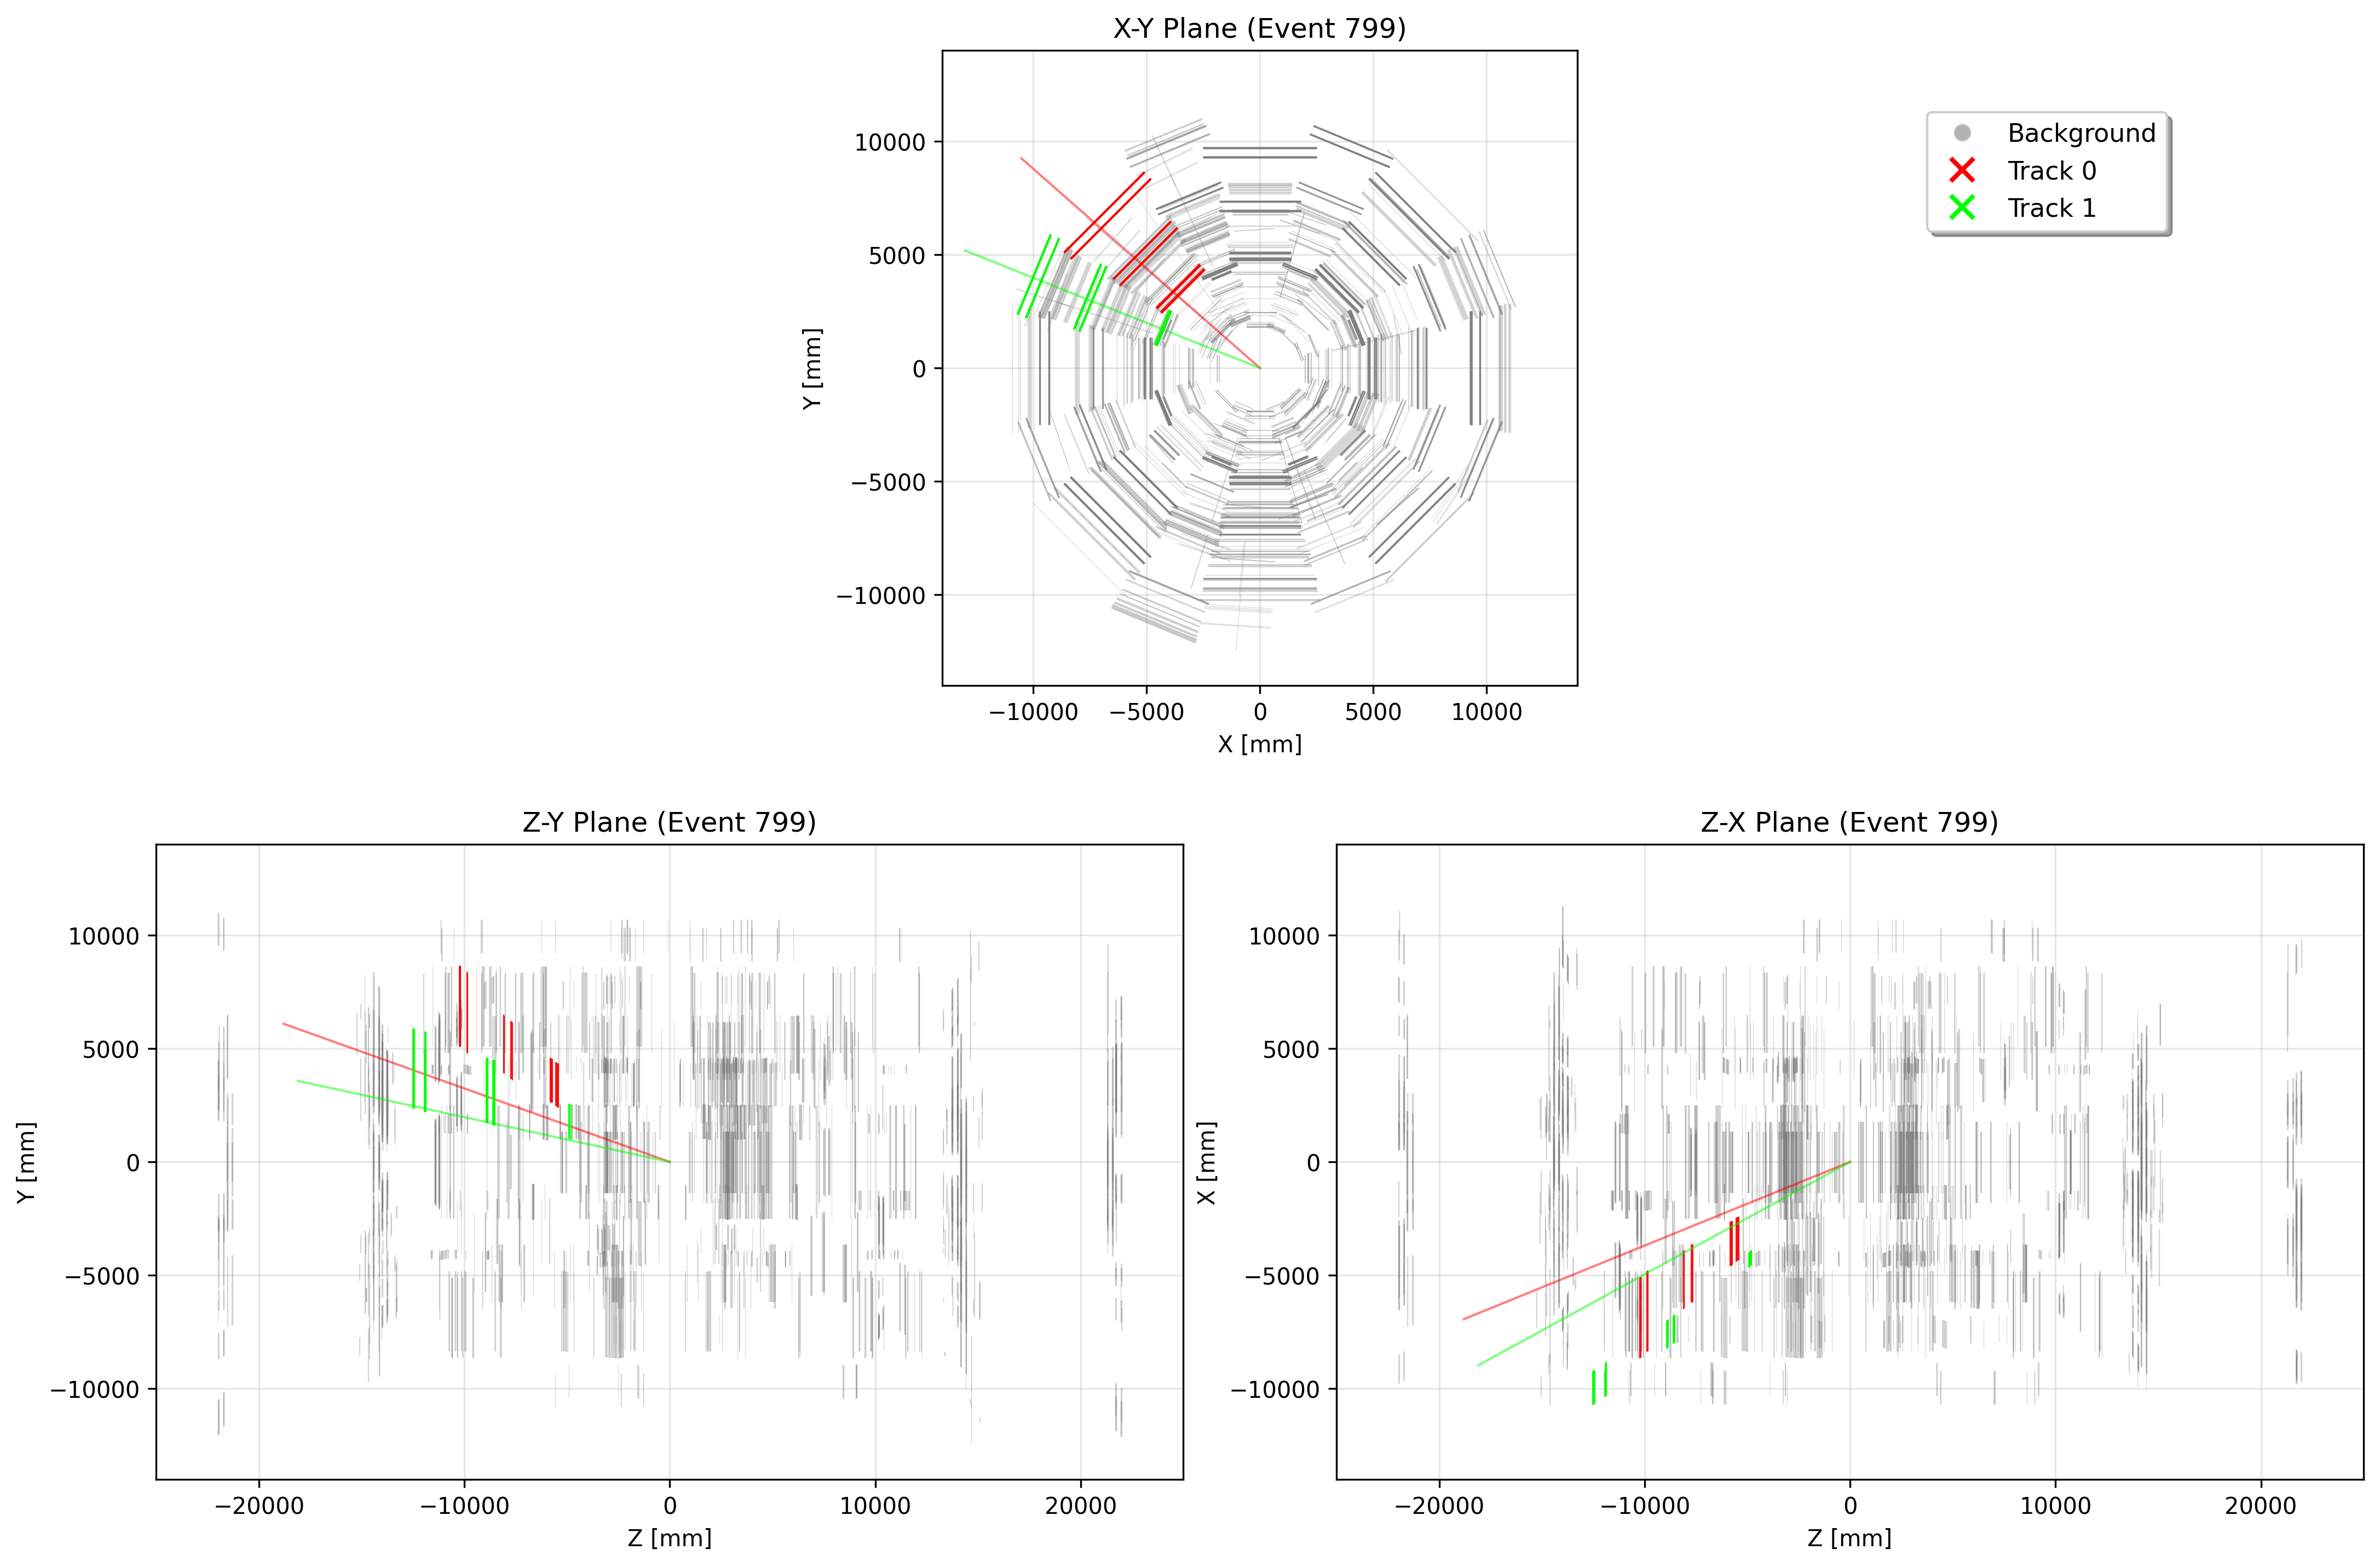 X-Y Plane (Event 799)
10000
5000
0
−5000
−10000
Y [mm]
−10000 −5000 0 5000 10000
X [mm]
Background
Track 0
Track 1
Z-Y Plane (Event 799)
10000
5000
0
−5000
−10000
Y [mm]
−20000 −10000 0 10000 20000
Z [mm]
Z-X Plane (Event 799)
10000
5000
0
−5000
−10000
X [mm]
−20000 −10000 0 10000 20000
Z [mm]